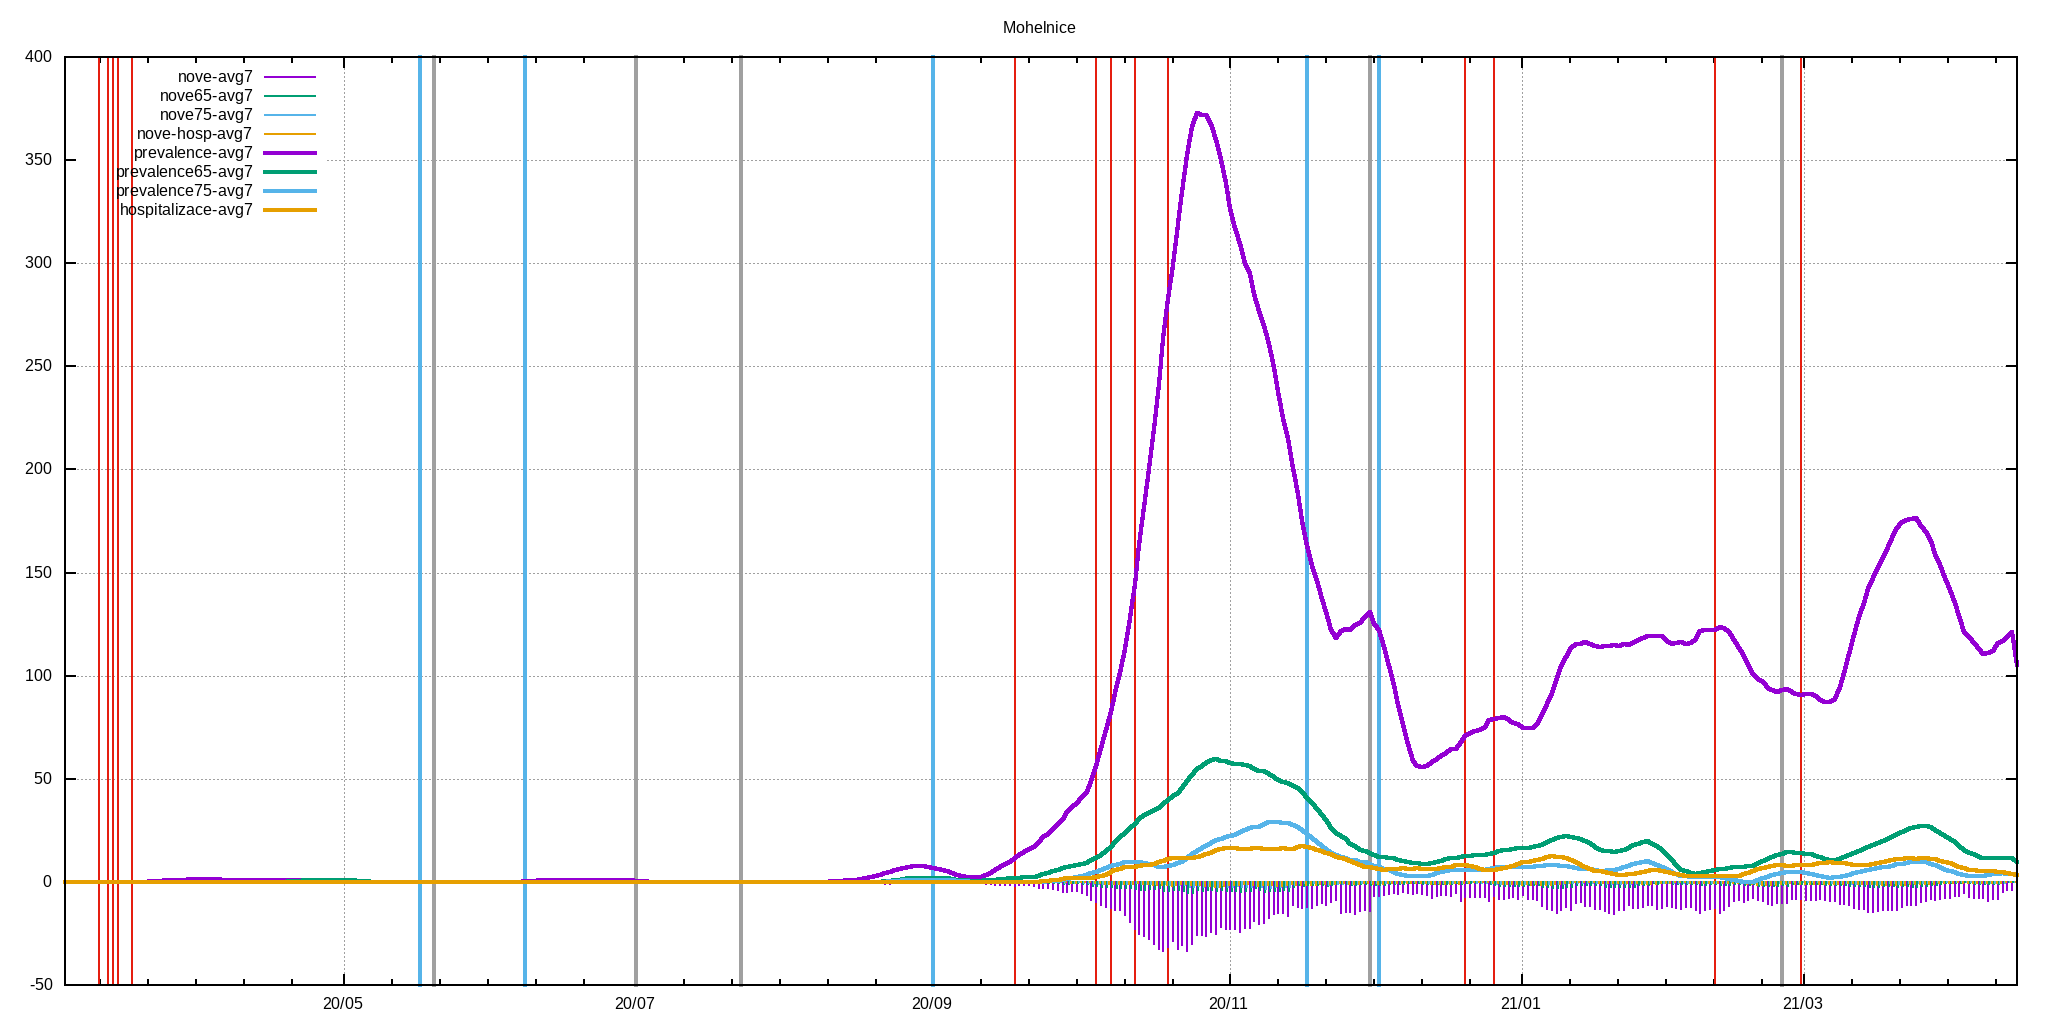 Mohelnice
400
350
300
250
200
150
100
50
0
-50
nove-avg7
nove65-avg7
nove75-avg7
nove-hosp-avg7
prevalence-avg7
prevalence65-avg7
prevalence75-avg7
hospitalizace-avg7
20/05
20/07
20/09
20/11
21/01
21/03